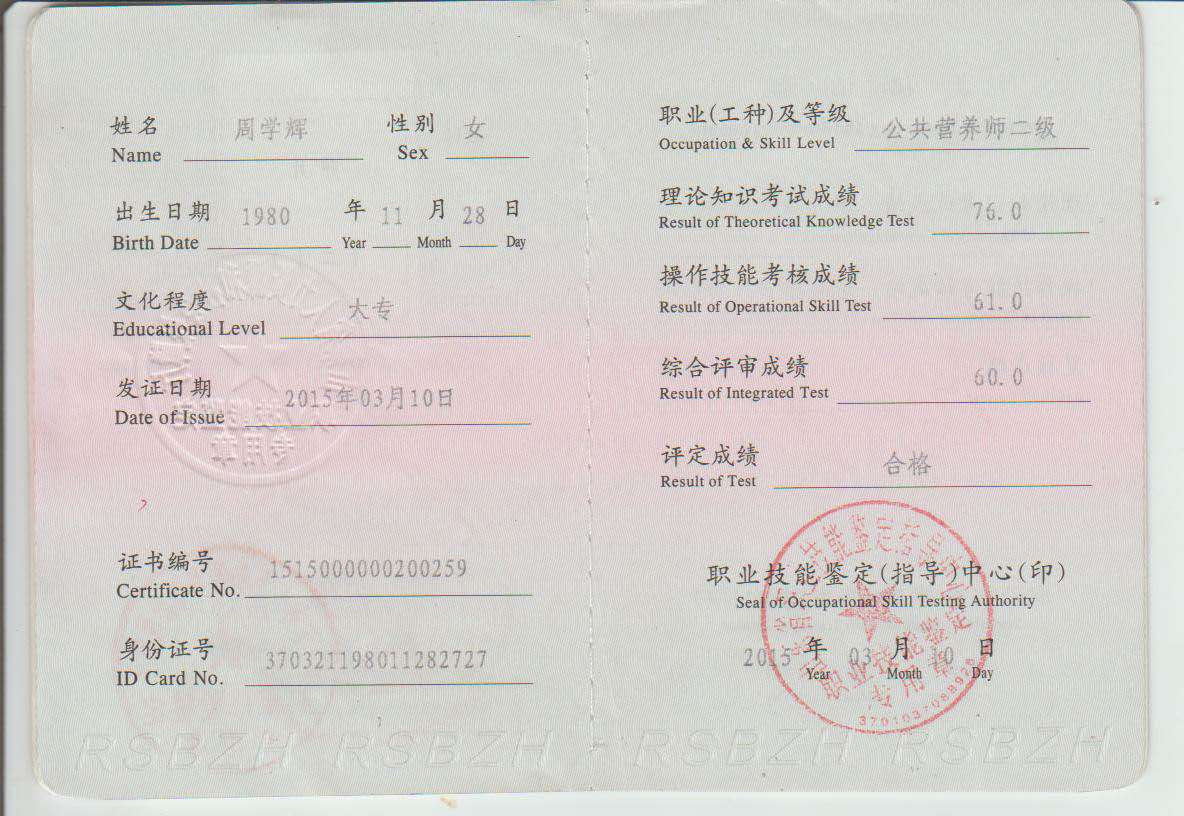 姓名 周学辉 性别 女
Name Sex
出生日期 1980 年 11 月 28 日
Birth Date Year Month Day
文化程度 大专
Educational Level
发证日期 2015年03月10日
Date of Issue
专用章
证书编号 1515000000200259
Certificate No.
身份证号 370321198011282727
ID Card No.
RSBZH RSBZH
职业(工种)及等级 公共营养师二级
Occupation & Skill Level
理论知识考试成绩 76.0
Result of Theoretical Knowledge Test
操作技能考核成绩 61.0
Result of Operational Skill Test
综合评审成绩 60.0
Result of Integrated Test
评定成绩 合格
Result of Test
职业技能鉴定(指导)中心(印)
Seal of Occupational Skill Testing Authority
2015 年 03 月 10 日
Year Month Day
职业技能鉴定
专用章
RSBZH RSBZH